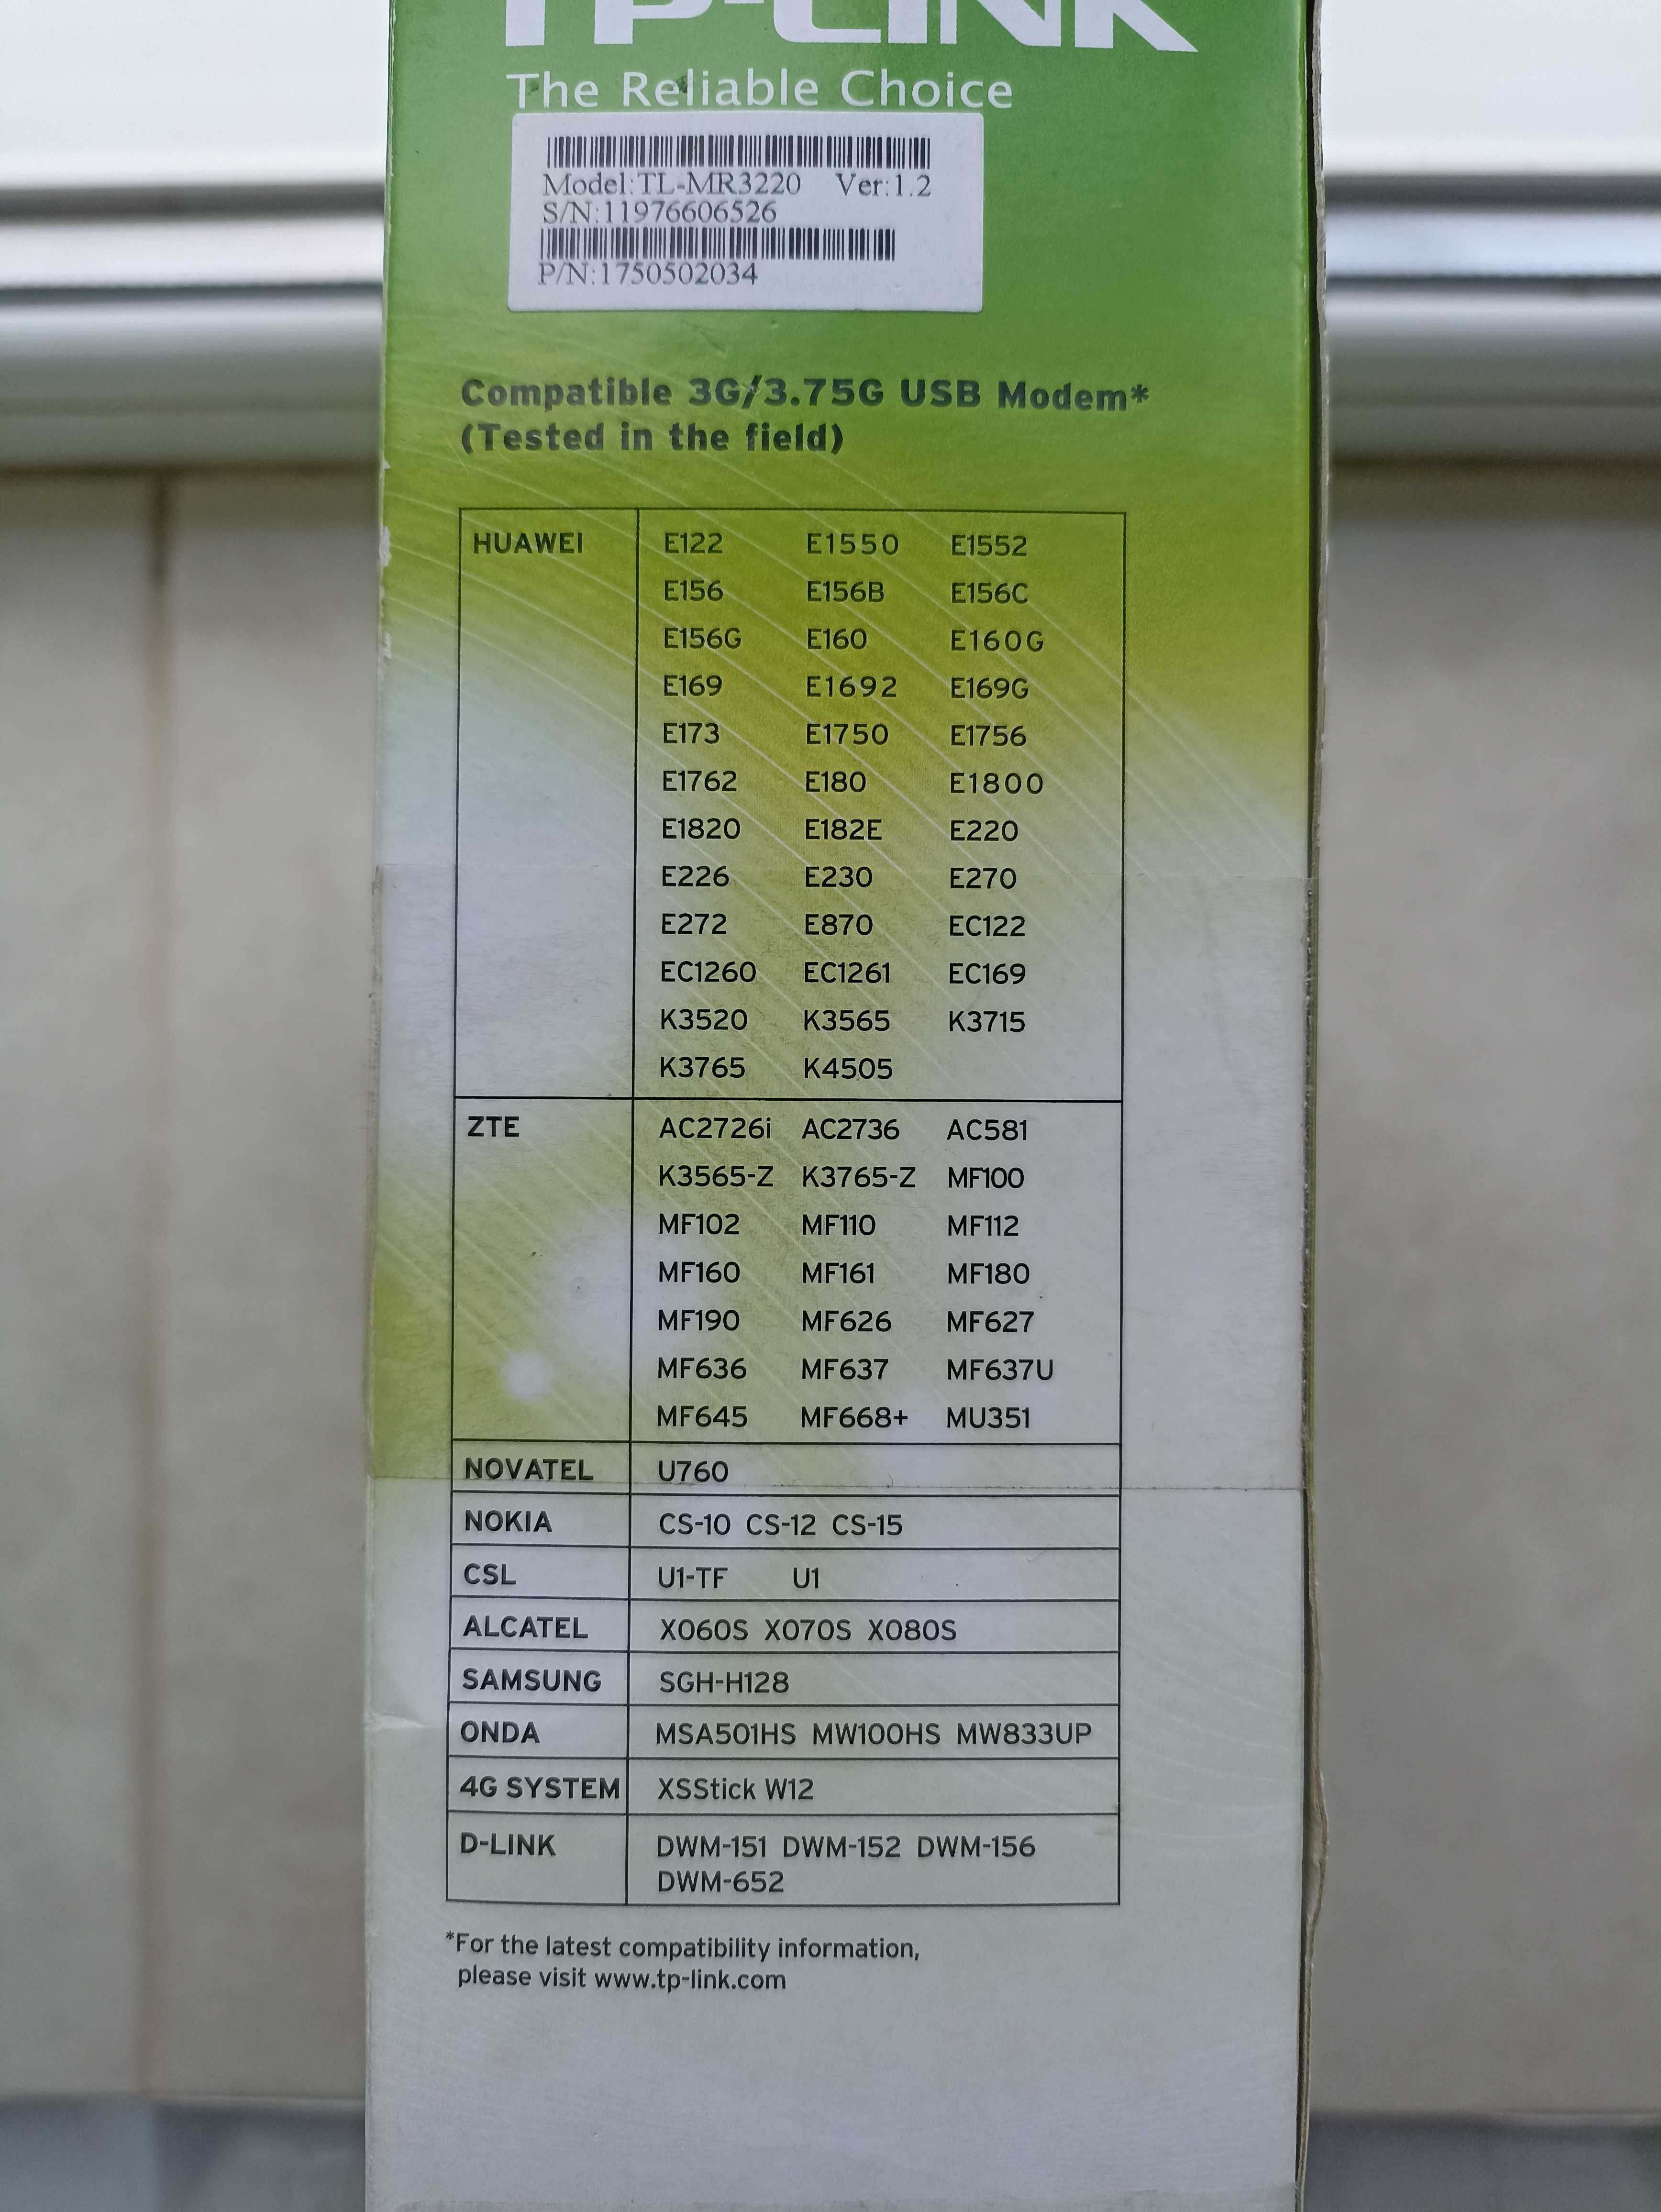 TP-LINK
The Reliable Choice
Model:TL-MR3220 Ver:1.2
S/N:11976606526
P/N:1750502034
Compatible 3G/3.75G USB Modem*
(Tested in the field)
HUAWEI E122 E1550 E1552
E156 E156B E156C
E156G E160 E160G
E169 E1692 E169G
E173 E1750 E1756
E1762 E180 E1800
E1820 E182E E220
E226 E230 E270
E272 E870 EC122
EC1260 EC1261 EC169
K3520 K3565 K3715
K3765 K4505
ZTE AC2726i AC2736 AC581
K3565-Z K3765-Z MF100
MF102 MF110 MF112
MF160 MF161 MF180
MF190 MF626 MF627
MF636 MF637 MF637U
MF645 MF668+ MU351
NOVATEL U760
NOKIA CS-10 CS-12 CS-15
CSL U1-TF U1
ALCATEL X060S X070S X080S
SAMSUNG SGH-H128
ONDA MSA501HS MW100HS MW833UP
4G SYSTEM XSStick W12
D-LINK DWM-151 DWM-152 DWM-156
DWM-652
*For the latest compatibility information,
please visit www.tp-link.com